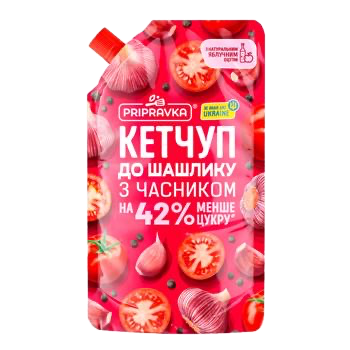 З НАТУРАЛЬНИМ
ЯБЛУЧНИМ
ОЦТОМ
PRIPRAVKA
UKRAINE
КЕТЧУП
ДО ШАШЛИКУ
З ЧАСНИКОМ
НА 42% МЕНШЕ
ЦУКРУ*